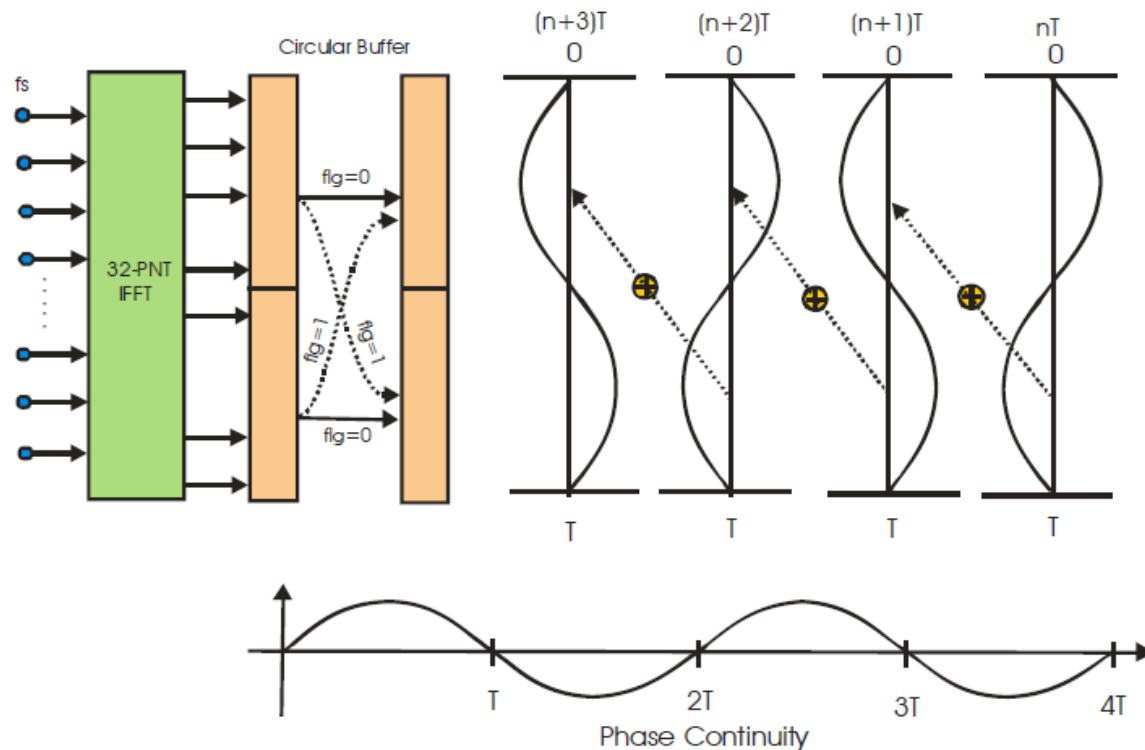 Circular Buffer
fs
32-PNT
IFFT
flg=0
flg=1
flg=1
flg=0
(n+3)T
(n+2)T
(n+1)T
nT
0
0
0
0
T
T
T
T
T
2T
3T
4T
Phase Continuity